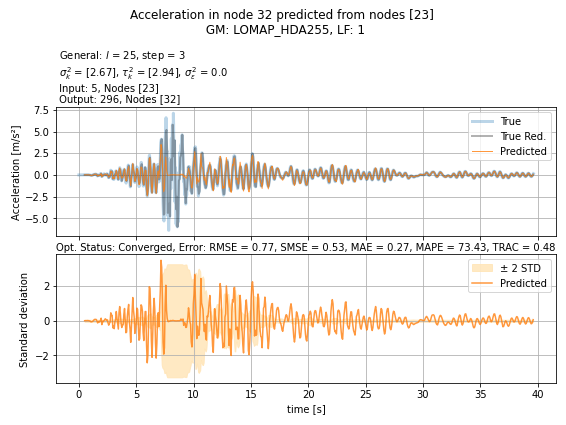 Acceleration in node 32 predicted from nodes [23]
GM: LOMAP_HDA255, LF: 1
General: l = 25, step = 3
σ²ₖ = [2.67], τ²ₖ = [2.94], σ²ε = 0.0
Input: 5, Nodes [23]
Output: 296, Nodes [32]
Acceleration [m/s²]
7.5
5.0
2.5
0.0
−2.5
−5.0
True
True Red.
Predicted
Opt. Status: Converged, Error: RMSE = 0.77, SMSE = 0.53, MAE = 0.27, MAPE = 73.43, TRAC = 0.48
Standard deviation
2
0
−2
± 2 STD
Predicted
0 5 10 15 20 25 30 35 40
time [s]